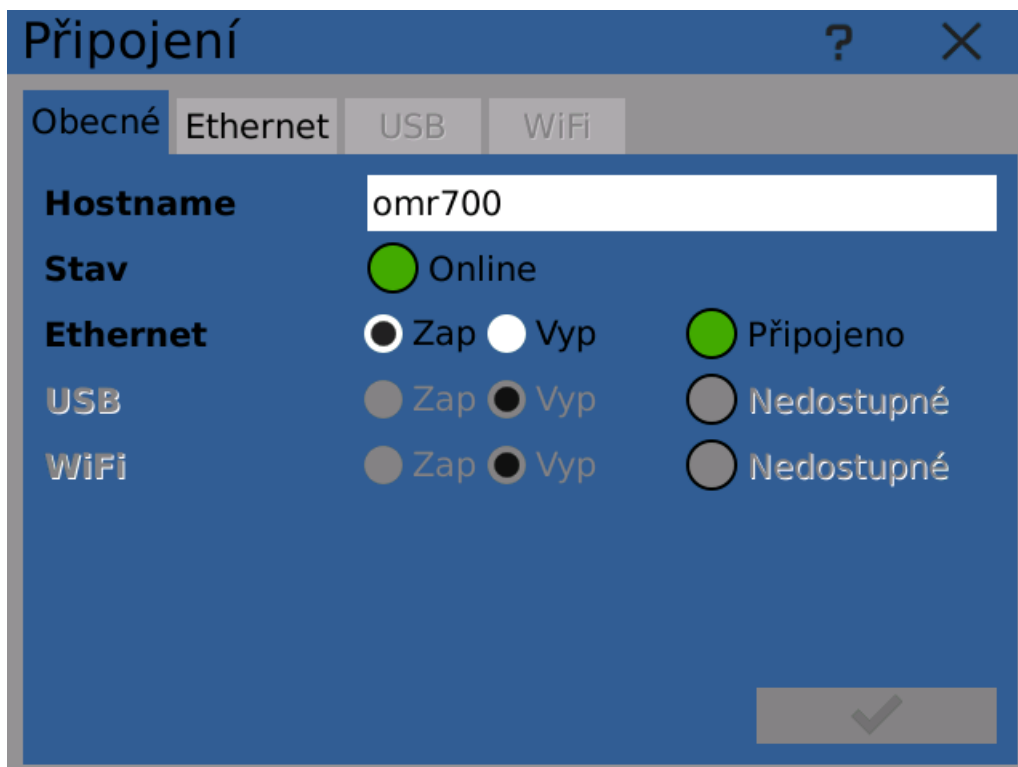 Připojení ?
Obecné Ethernet USB WiFi
Hostname omr700
Stav Online
Ethernet Zap Vyp Připojeno
USB Zap Vyp Nedostupné
WiFi Zap Vyp Nedostupné